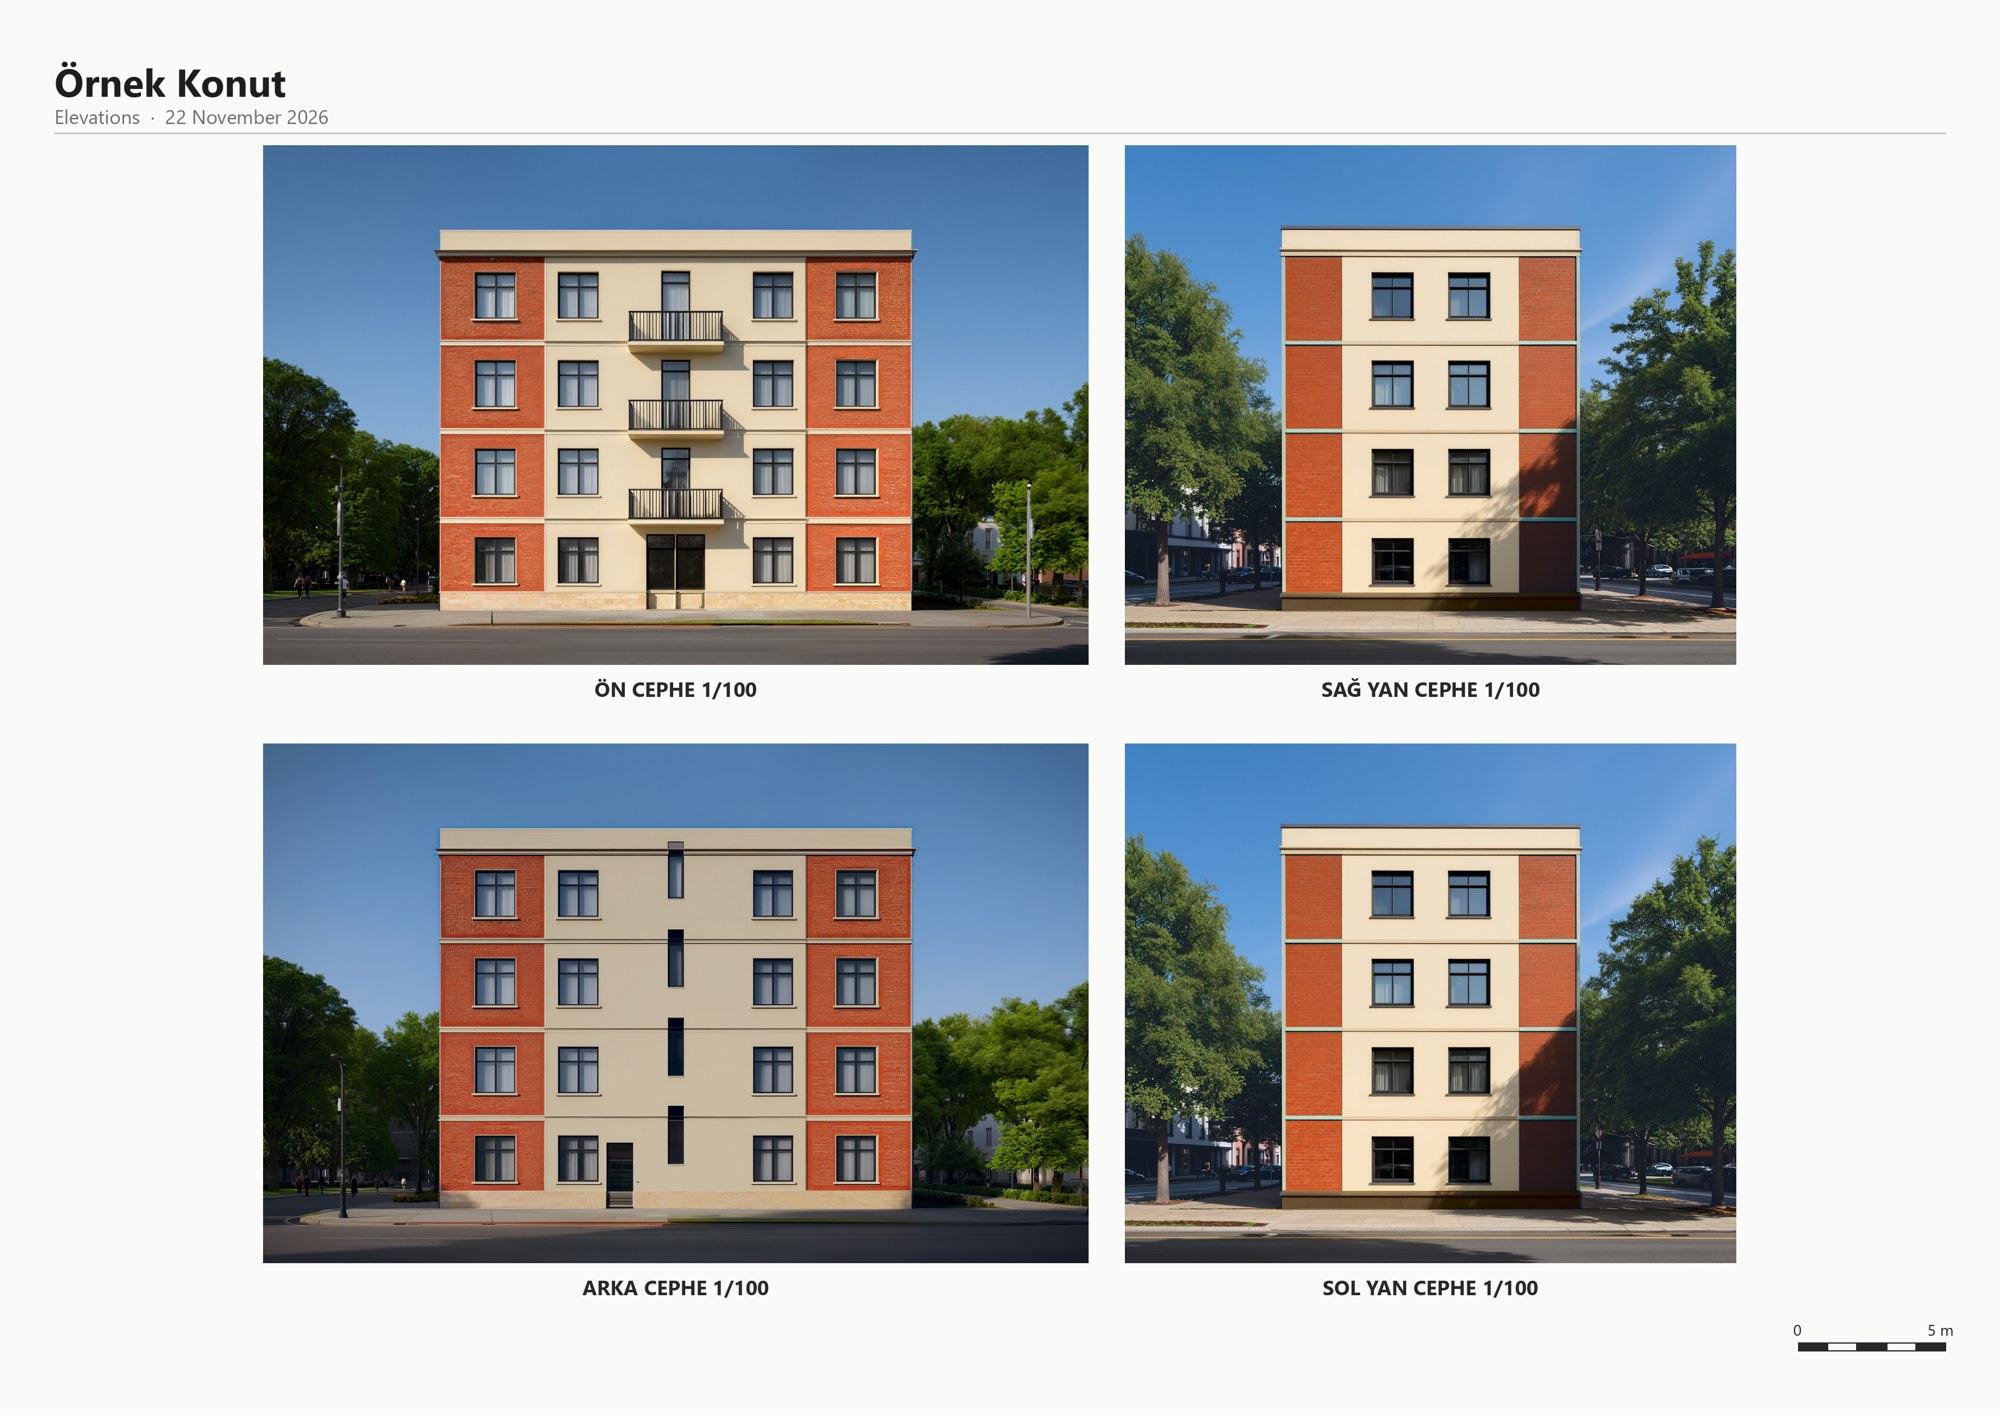 Örnek Konut
Elevations · 22 November 2026
ÖN CEPHE 1/100
SAĞ YAN CEPHE 1/100
ARKA CEPHE 1/100
SOL YAN CEPHE 1/100
0 5 m